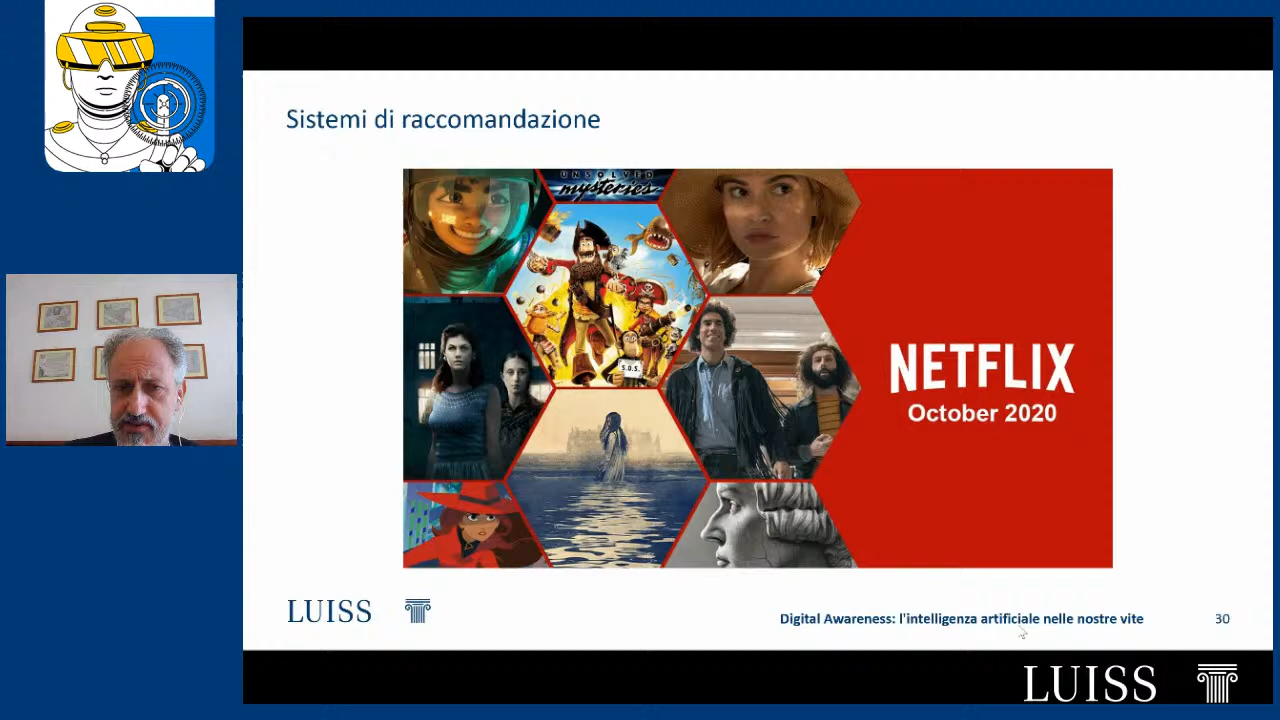 Sistemi di raccomandazione
UNSOLVED
mysteries
S.O.S.
NETFLIX
October 2020
LUISS
Digital Awareness: l'intelligenza artificiale nelle nostre vite
30
LUISS